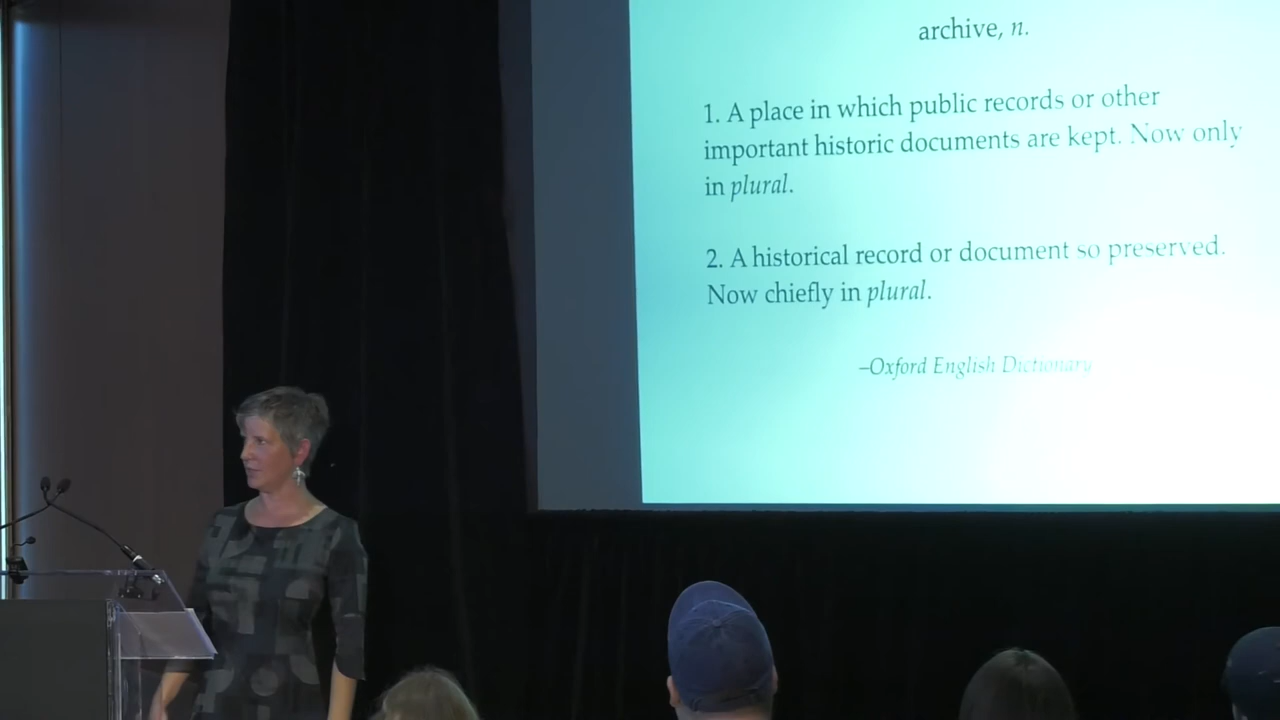 archive, n.
1. A place in which public records or other
important historic documents are kept. Now only
in plural.
2. A historical record or document so preserved.
Now chiefly in plural.
–Oxford English Dictionary